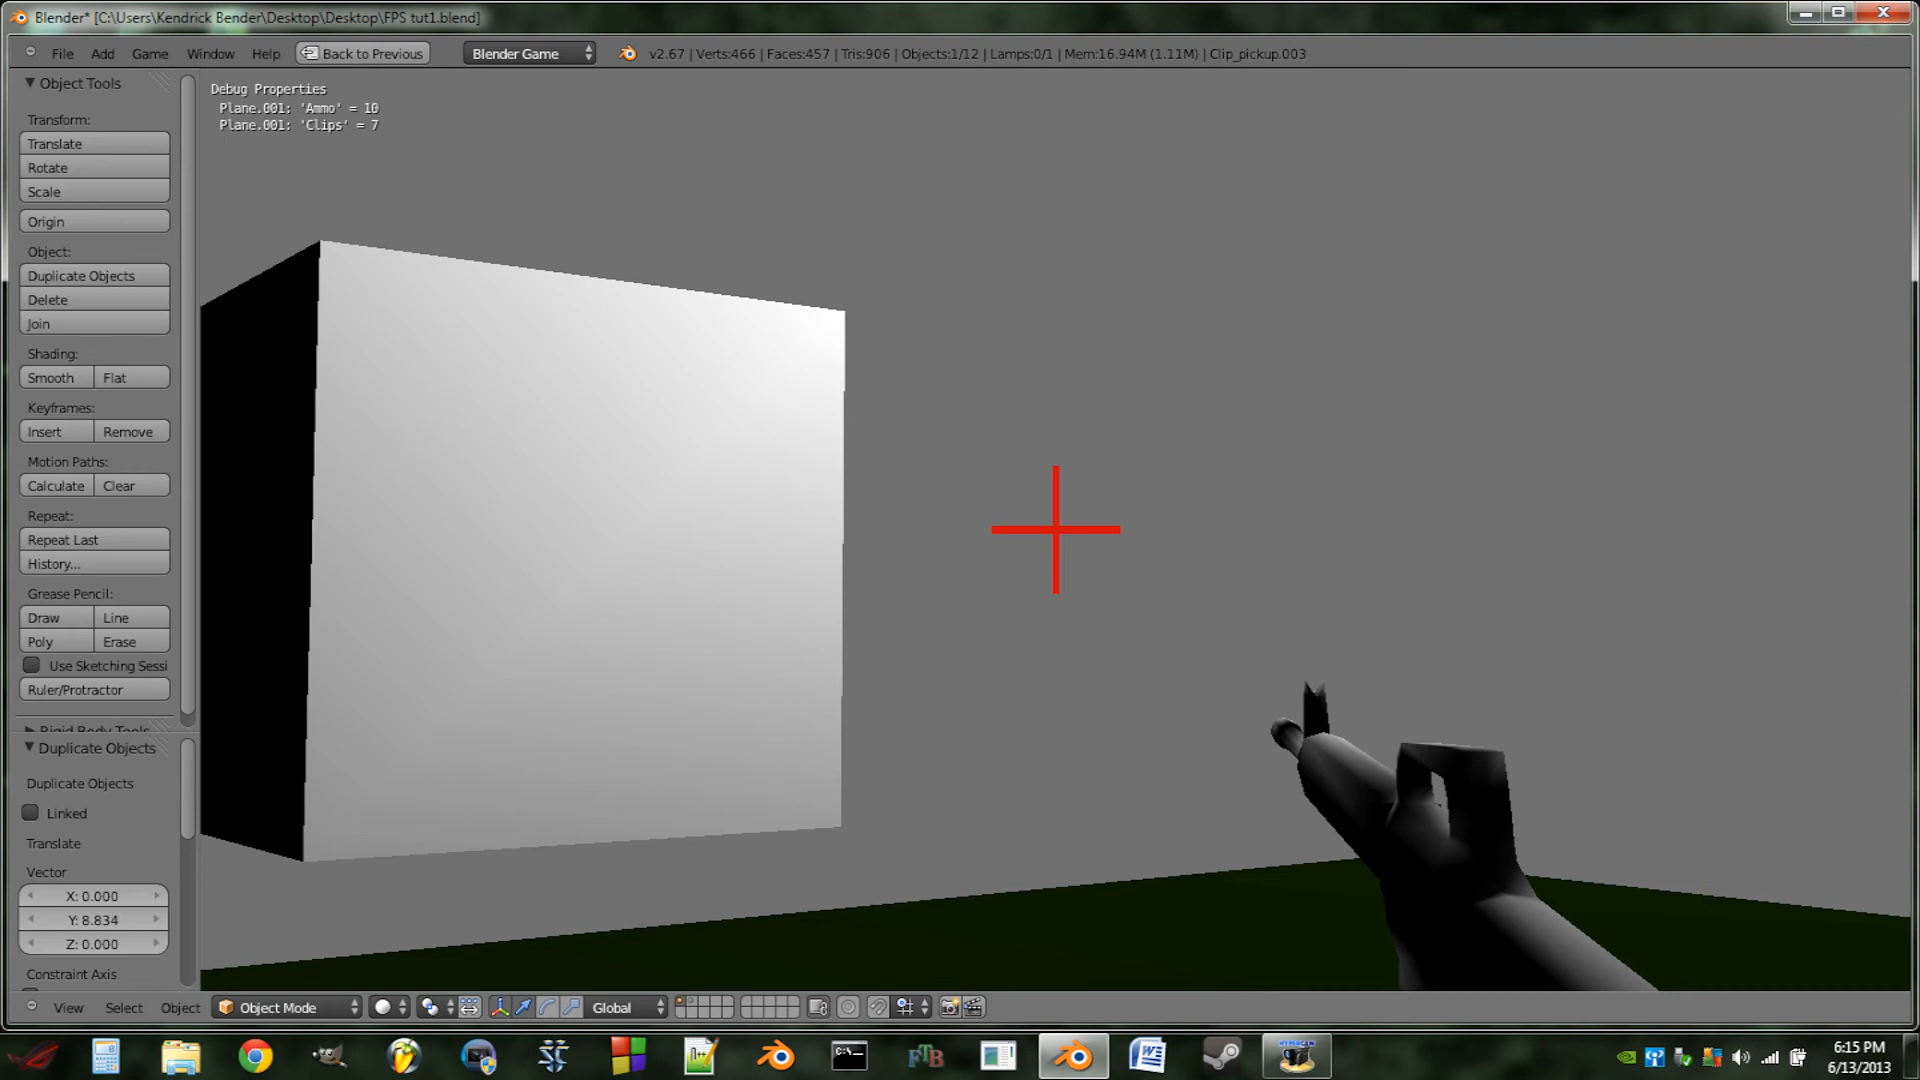 Blender* [C:\Users\Kendrick Bender\Desktop\Desktop\FPS tut1.blend]
File Add Game Window Help Back to Previous Blender Game v2.67 | Verts:466 | Faces:457 | Tris:906 | Objects:1/12 | Lamps:0/1 | Mem:16.94M (1.11M) | Clip_pickup.003
Object Tools
Transform:
Translate
Rotate
Scale
Origin
Object:
Duplicate Objects
Delete
Join
Shading:
Smooth Flat
Keyframes:
Insert Remove
Motion Paths:
Calculate Clear
Repeat:
Repeat Last
History...
Grease Pencil:
Draw Line
Poly Erase
Use Sketching Sessi
Ruler/Protractor
Rigid Body Tools
Duplicate Objects
Duplicate Objects
Linked
Translate
Vector
X: 0.000
Y: 8.834
Z: 0.000
Constraint Axis
Debug Properties
Plane.001: 'Ammo' = 10
Plane.001: 'Clips' = 7
View Select Object Object Mode Global
C:\_
FTB
HYPERCAM
6:15 PM
6/13/2013